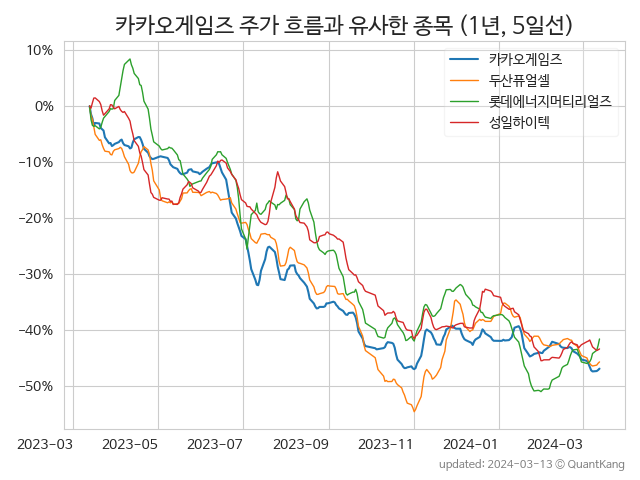 카카오게임즈 주가 흐름과 유사한 종목 (1년, 5일선)
카카오게임즈
두산퓨얼셀
롯데에너지머티리얼즈
성일하이텍
10%
0%
−10%
−20%
−30%
−40%
−50%
2023-03 2023-05 2023-07 2023-09 2023-11 2024-01 2024-03
updated: 2024-03-13 © QuantKang